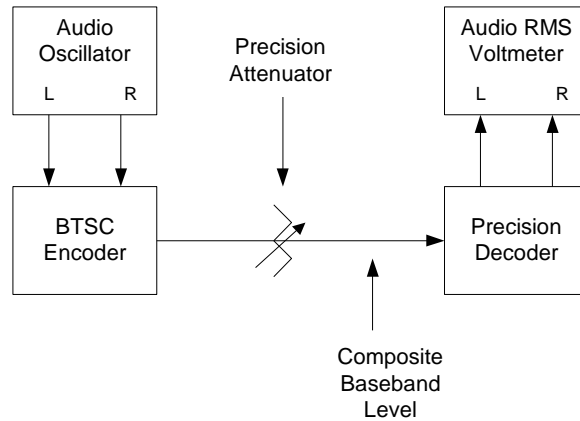 Audio
Oscillator
L R
Precision
Attenuator
Audio RMS
Voltmeter
L R
BTSC
Encoder
Precision
Decoder
Composite
Baseband
Level